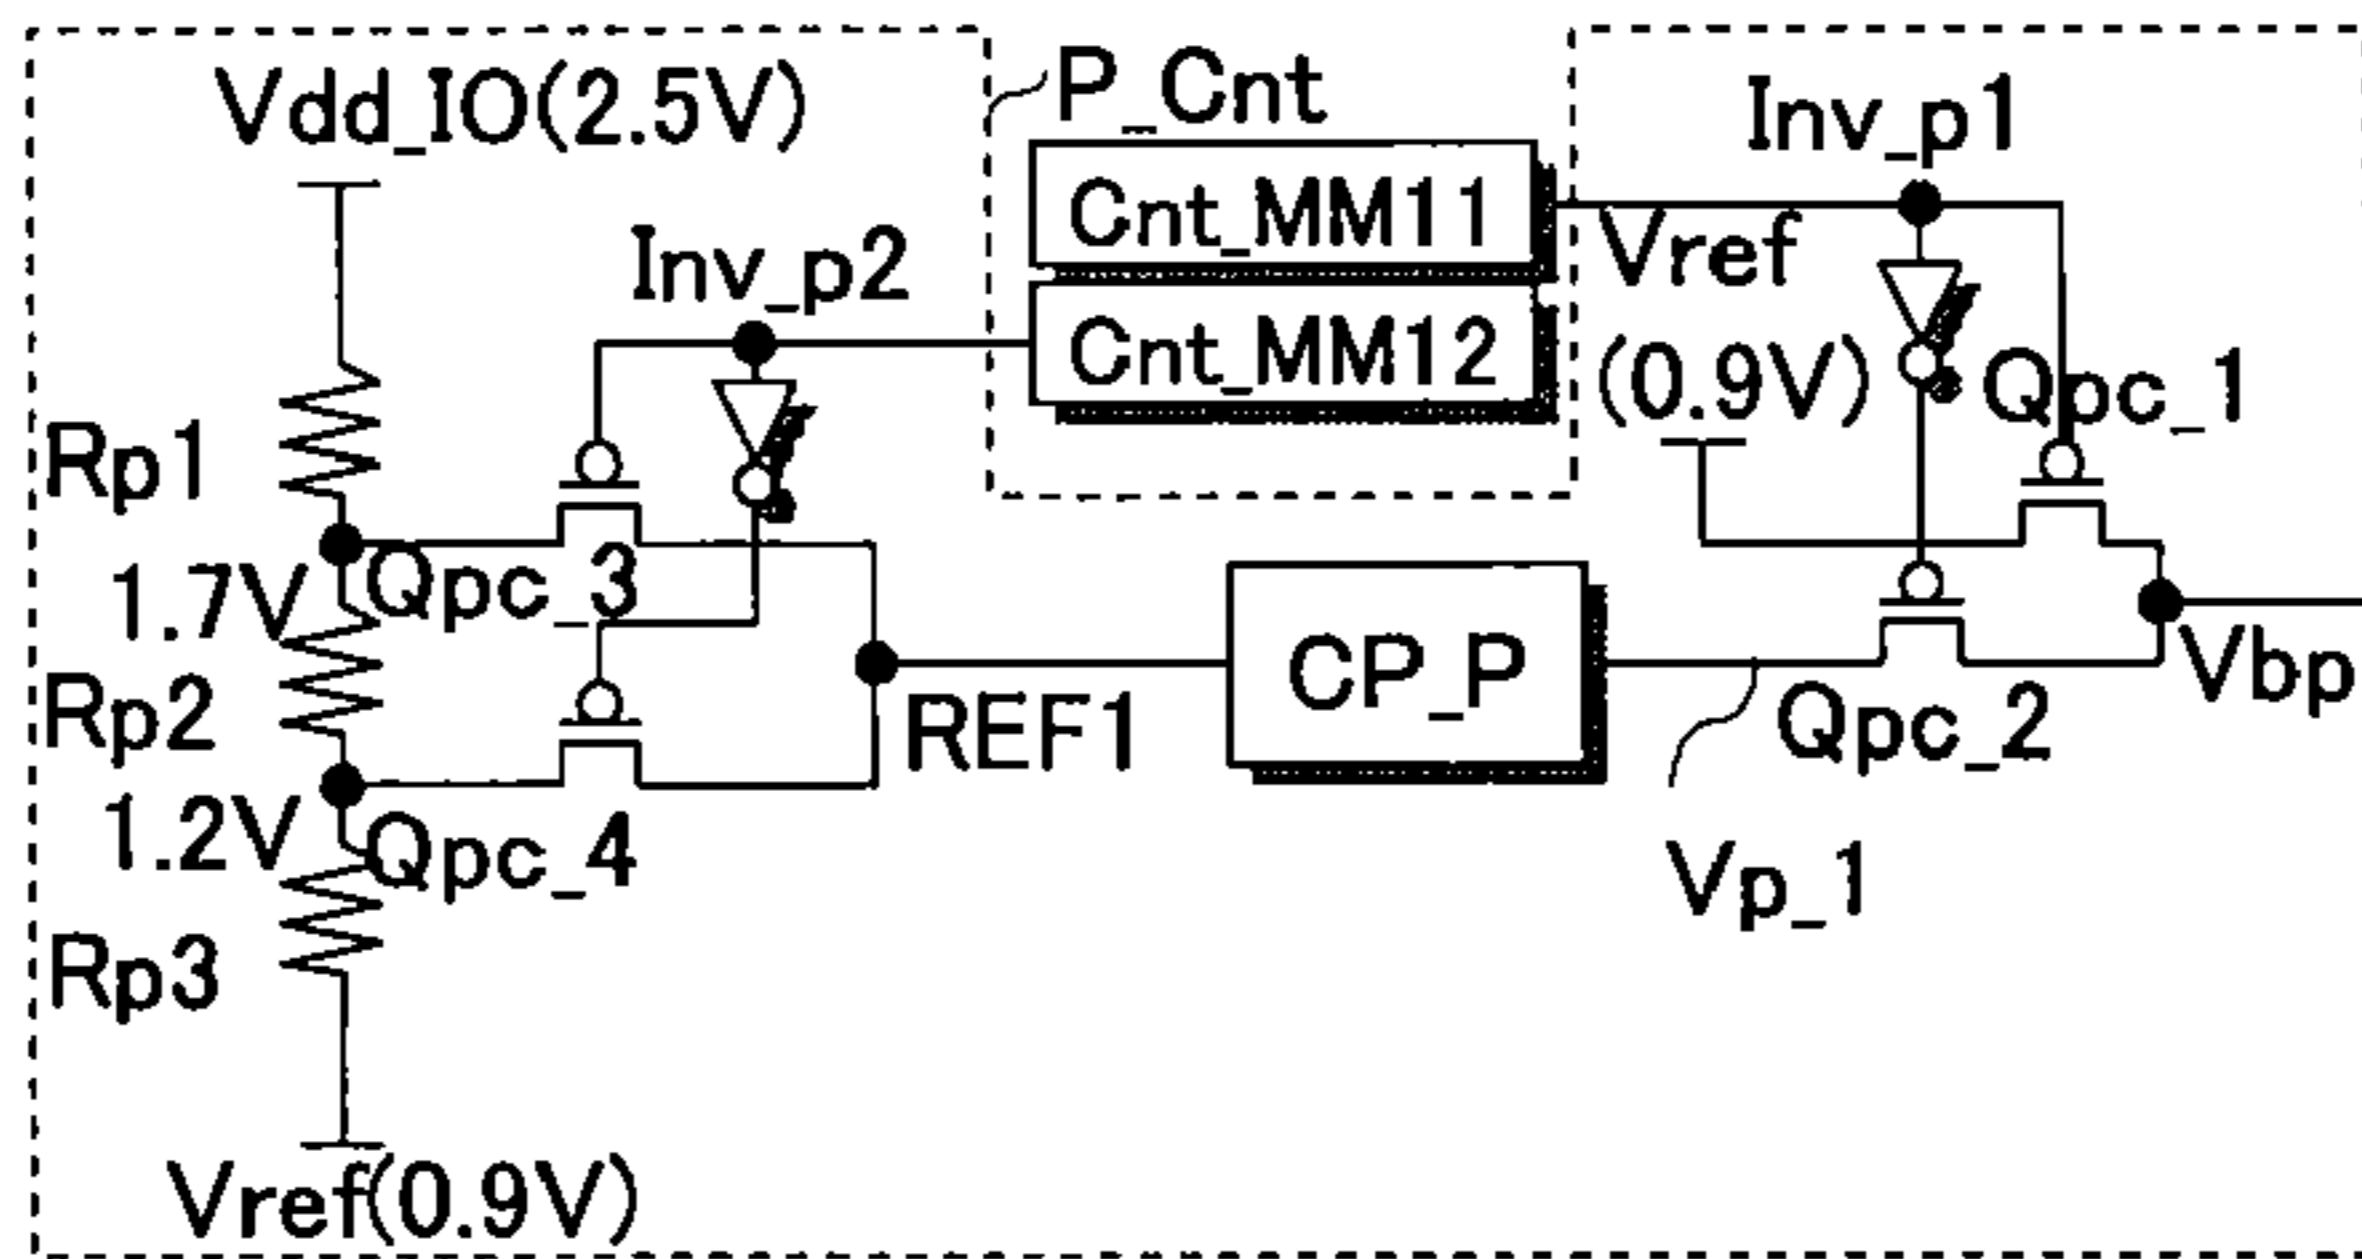 Vdd_IO(2.5V)
P_Cnt
Inv_p1
Cnt_MM11
Vref
(0.9V)
Inv_p2
Cnt_MM12
Qpc_1
Rp1
1.7V
Qpc_3
Rp2
REF1
CP_P
Qpc_2
Vbp
1.2V
Qpc_4
Vp_1
Rp3
Vref(0.9V)